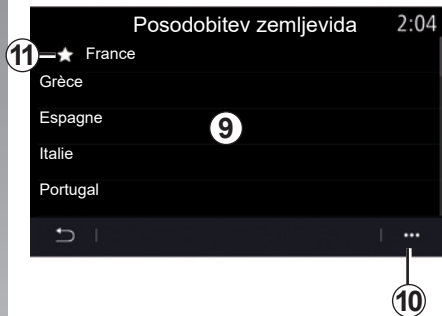 Posodobitev zemljevida 2:04
11 France
Grèce
Espagne
9
Italie
Portugal
10